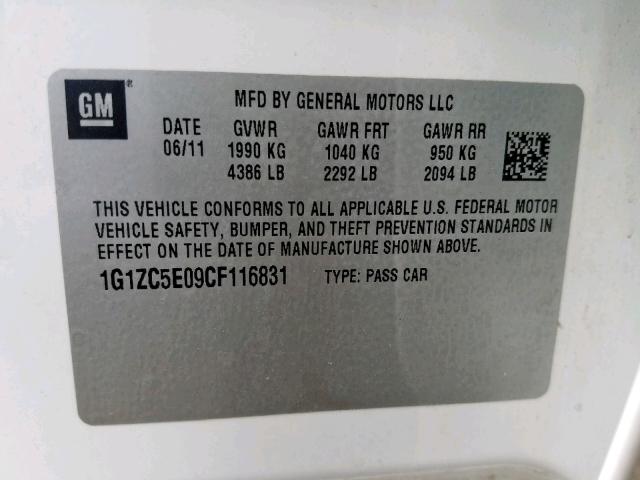 GM®
MFD BY GENERAL MOTORS LLC
DATE GVWR GAWR FRT GAWR RR
06/11 1990 KG 1040 KG 950 KG
4386 LB 2292 LB 2094 LB
THIS VEHICLE CONFORMS TO ALL APPLICABLE U.S. FEDERAL MOTOR
VEHICLE SAFETY, BUMPER, AND THEFT PREVENTION STANDARDS IN
EFFECT ON THE DATE OF MANUFACTURE SHOWN ABOVE.
1G1ZC5E09CF116831 TYPE: PASS CAR